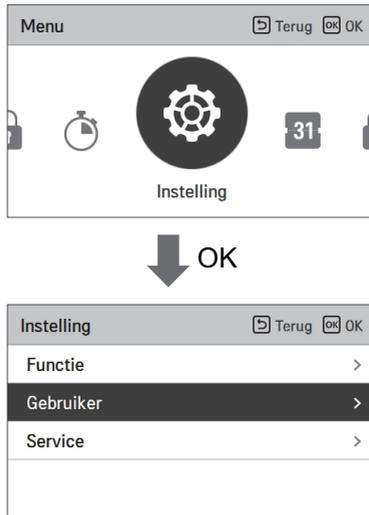 Menu Terug OK OK
31
Instelling
OK
Instelling Terug OK OK
Functie
Gebruiker
Service